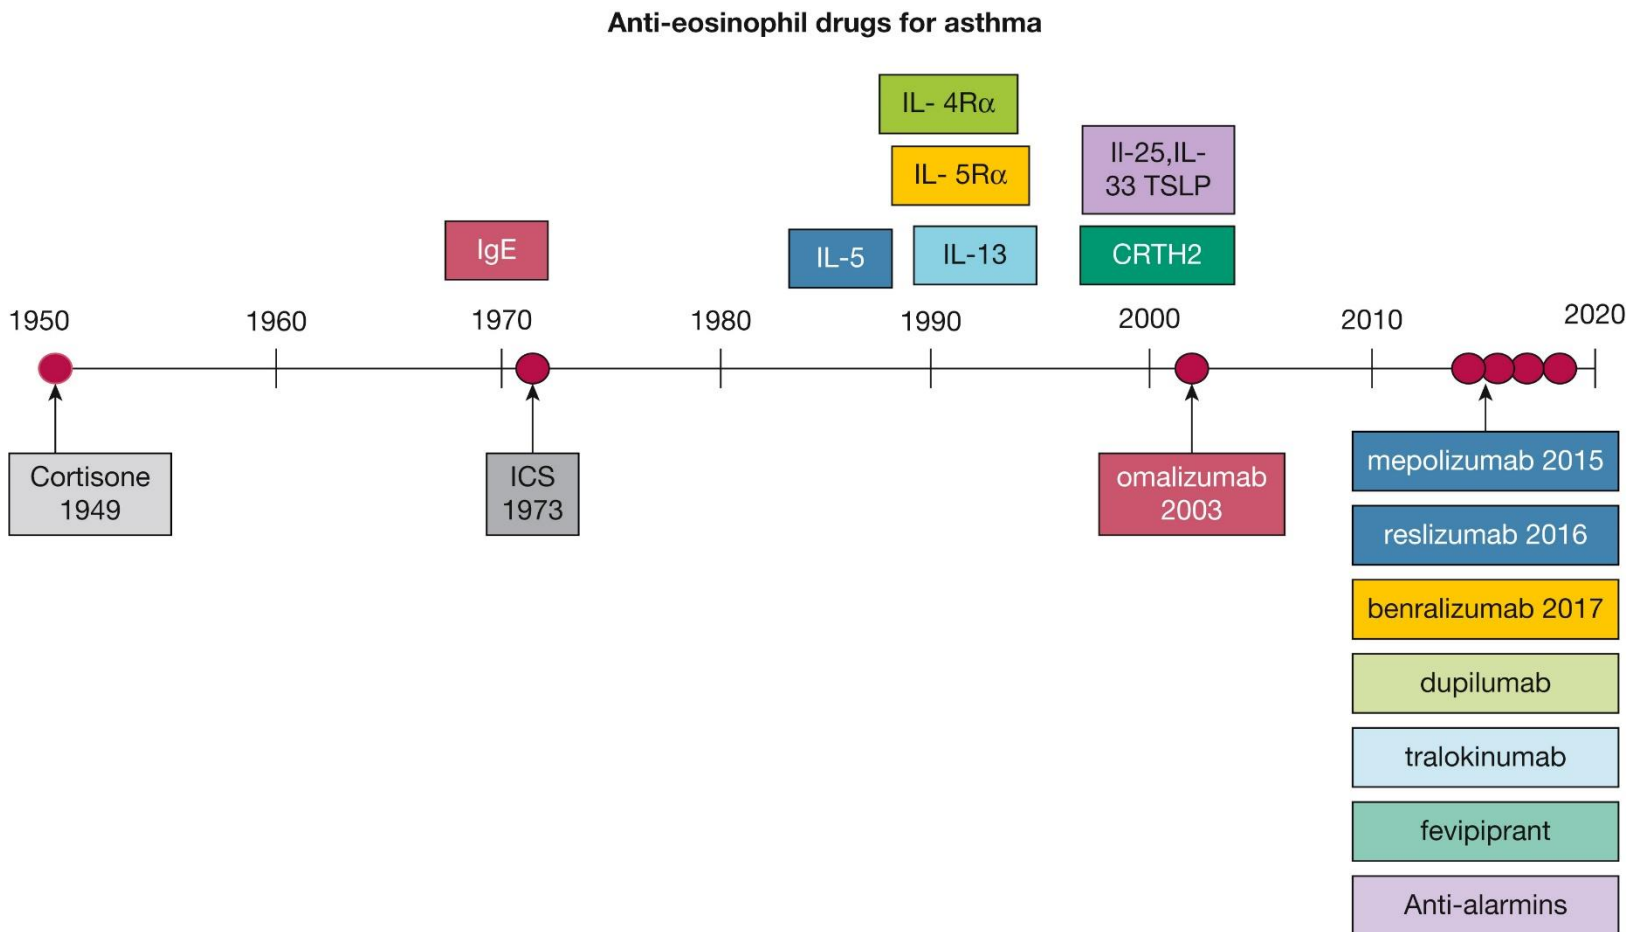 Anti-eosinophil drugs for asthma
IL- 4Rα
IL- 5Rα
Il-25,IL-
33 TSLP
IgE
IL-5
IL-13
CRTH2
1950
1960
1970
1980
1990
2000
2010
2020
Cortisone
1949
ICS
1973
omalizumab
2003
mepolizumab 2015
reslizumab 2016
benralizumab 2017
dupilumab
tralokinumab
fevipiprant
Anti-alarmins